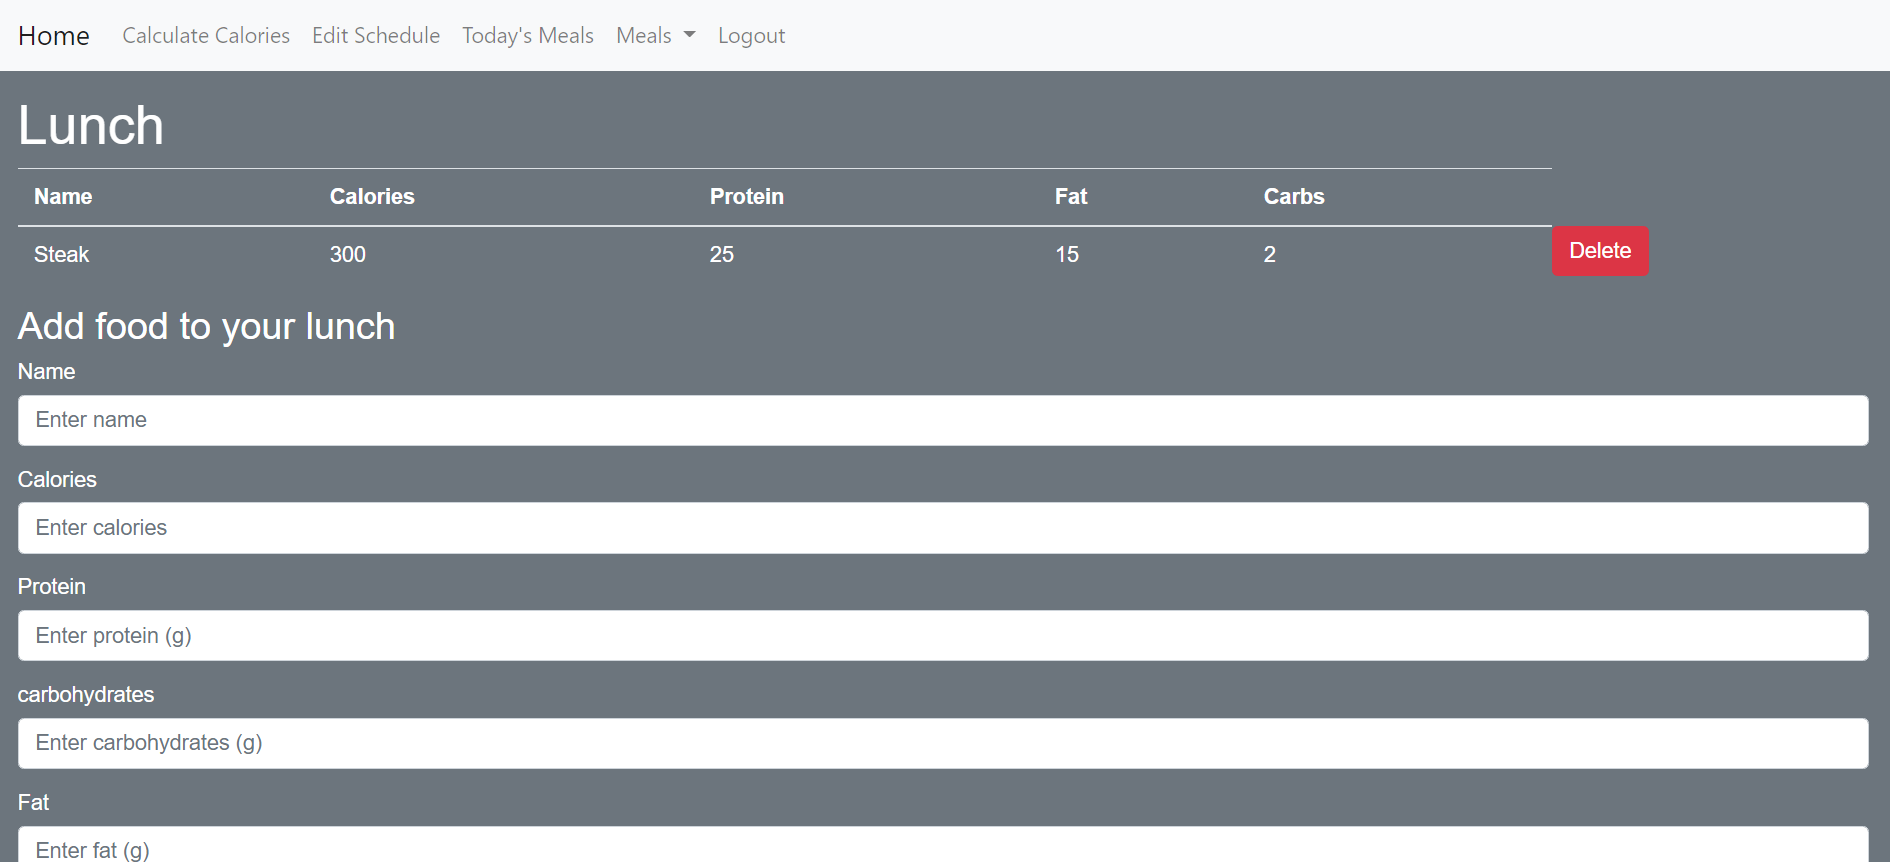 Home Calculate Calories Edit Schedule Today's Meals Meals Logout
Lunch
Name Calories Protein Fat Carbs
Steak 300 25 15 2 Delete
Add food to your lunch
Name
Enter name
Calories
Enter calories
Protein
Enter protein (g)
carbohydrates
Enter carbohydrates (g)
Fat
Enter fat (g)